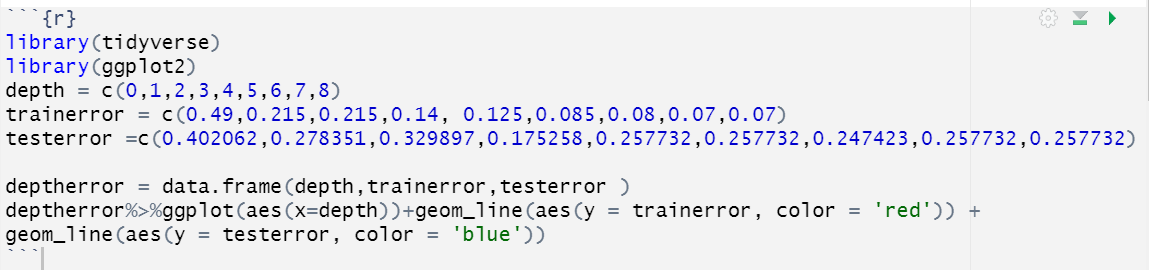 ```{r}
library(tidyverse)
library(ggplot2)
depth = c(0,1,2,3,4,5,6,7,8)
trainerror = c(0.49,0.215,0.215,0.14, 0.125,0.085,0.08,0.07,0.07)
testerror =c(0.402062,0.278351,0.329897,0.175258,0.257732,0.257732,0.247423,0.257732,0.257732)

deptherror = data.frame(depth,trainerror,testerror )
deptherror%>%ggplot(aes(x=depth))+geom_line(aes(y = trainerror, color = 'red')) +
geom_line(aes(y = testerror, color = 'blue'))
```